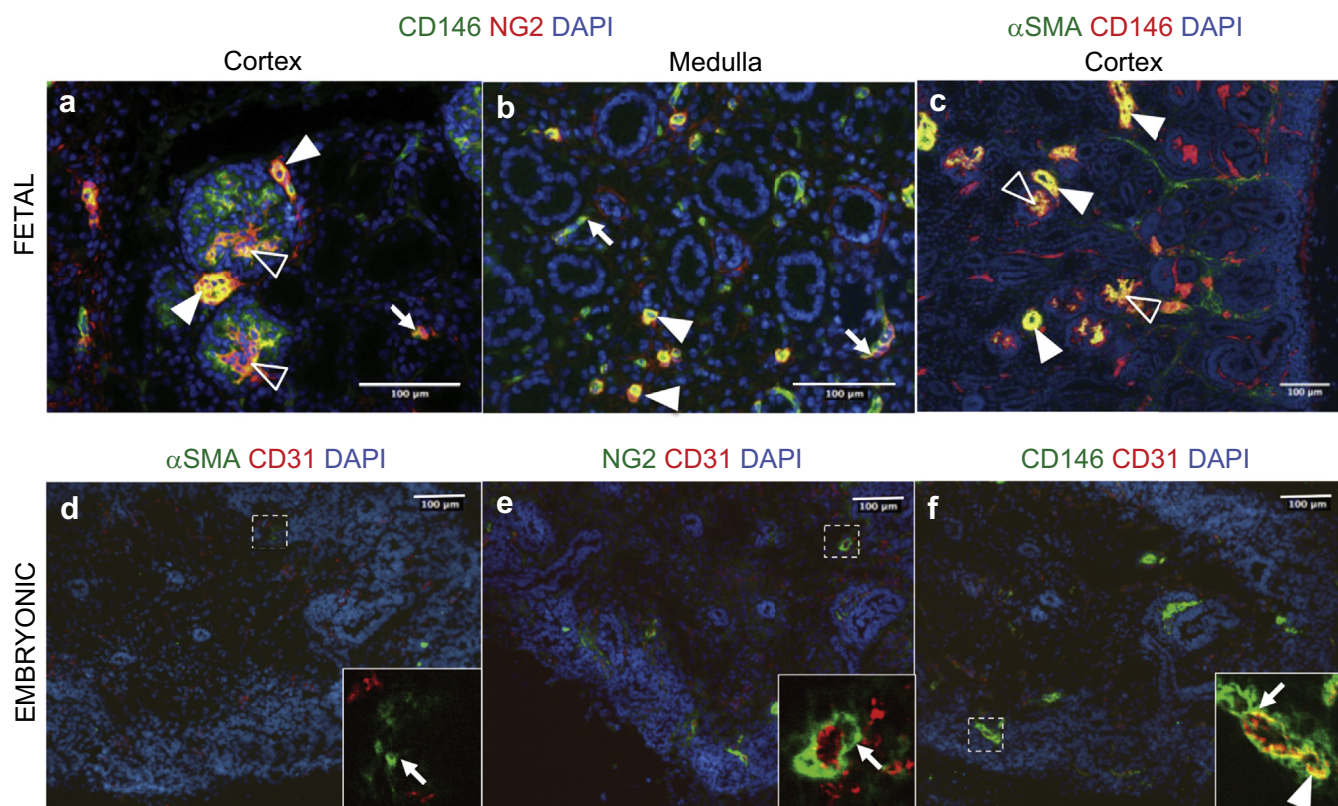 CD146 NG2 DAPI
αSMA CD146 DAPI
Cortex
Medulla
Cortex
FETAL
a
b
c
100 µm
100 µm
100 µm
αSMA CD31 DAPI
NG2 CD31 DAPI
CD146 CD31 DAPI
EMBRYONIC
d
e
f
100 µm
100 µm
100 µm